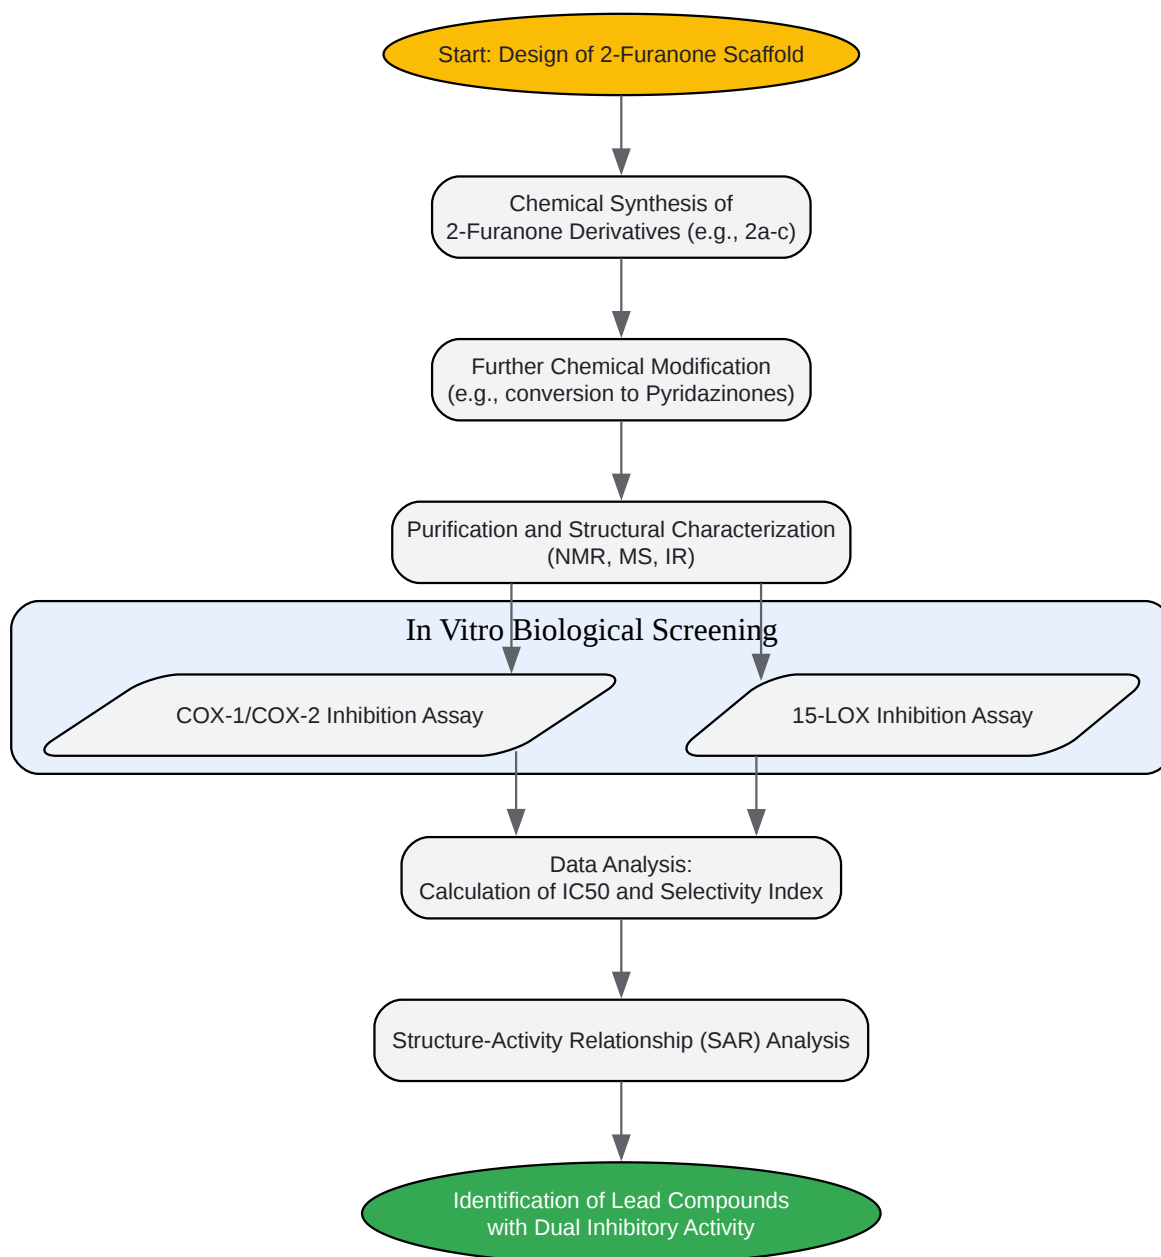 Start: Design of 2-Furanone Scaffold
Chemical Synthesis of
2-Furanone Derivatives (e.g., 2a-c)
Further Chemical Modification
(e.g., conversion to Pyridazinones)
Purification and Structural Characterization
(NMR, MS, IR)
In Vitro Biological Screening
COX-1/COX-2 Inhibition Assay
15-LOX Inhibition Assay
Data Analysis:
Calculation of IC50 and Selectivity Index
Structure-Activity Relationship (SAR) Analysis
Identification of Lead Compounds
with Dual Inhibitory Activity